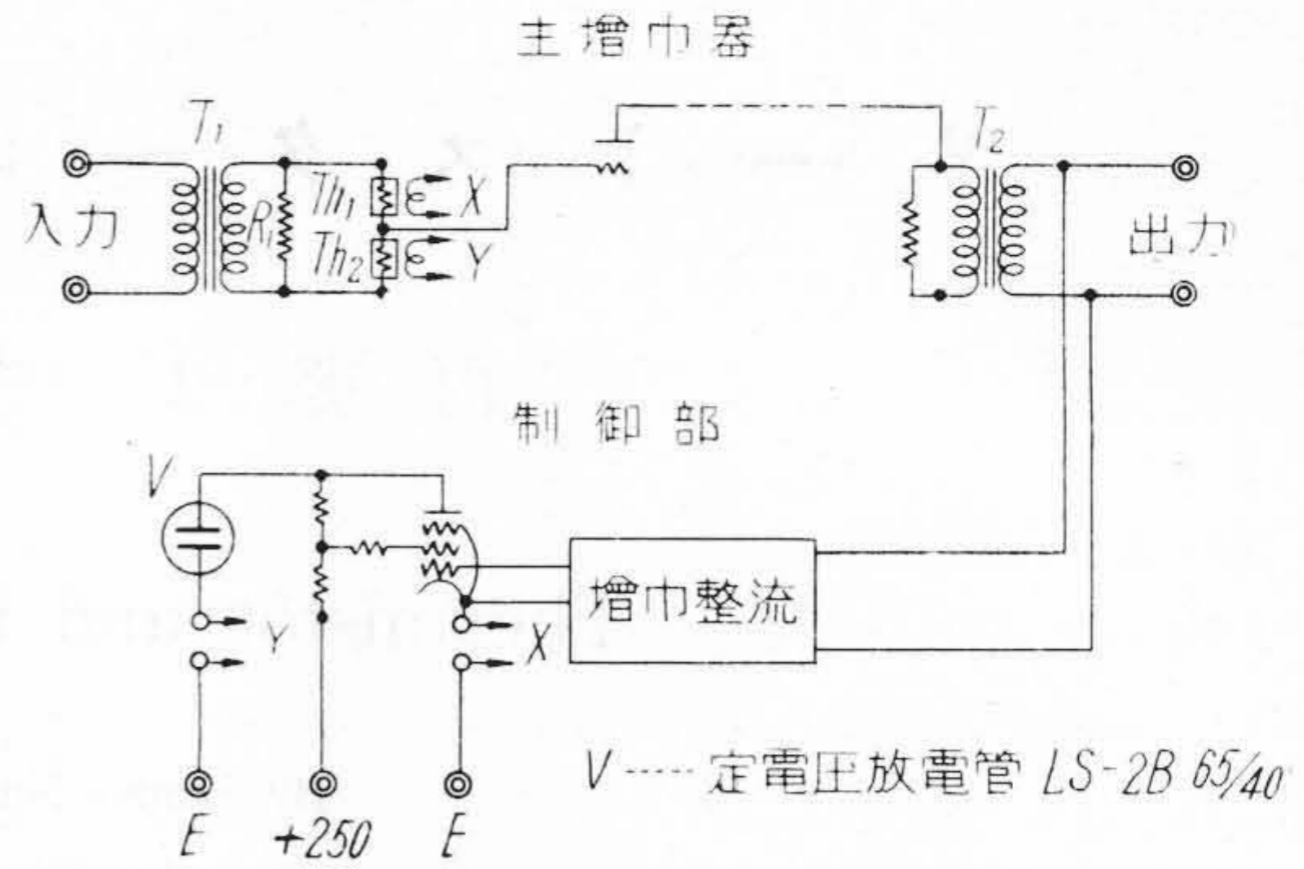 主増巾器
T1
T2
入力
R1
Th1
X
Th2
Y
出力
制御部
V
Y
X
増巾整流
E
+250
E
V ----- 定電圧放電管 LS-2B 65/40